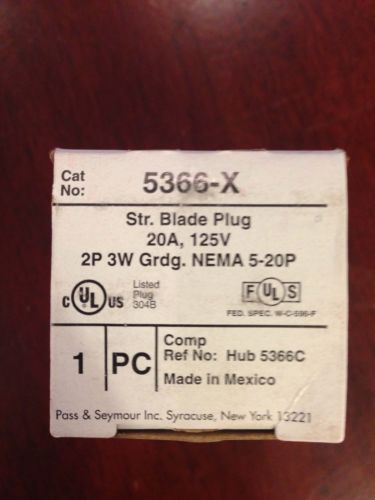 Cat
No:
5366-X
Str. Blade Plug
20A, 125V
2P 3W Grdg. NEMA 5-20P
C UL US
Listed
Plug
304B
F UL S
FED. SPEC. W-C-596-F
1 PC
Comp
Ref No: Hub 5366C
Made in Mexico
Pass & Seymour Inc. Syracuse, New York 13221